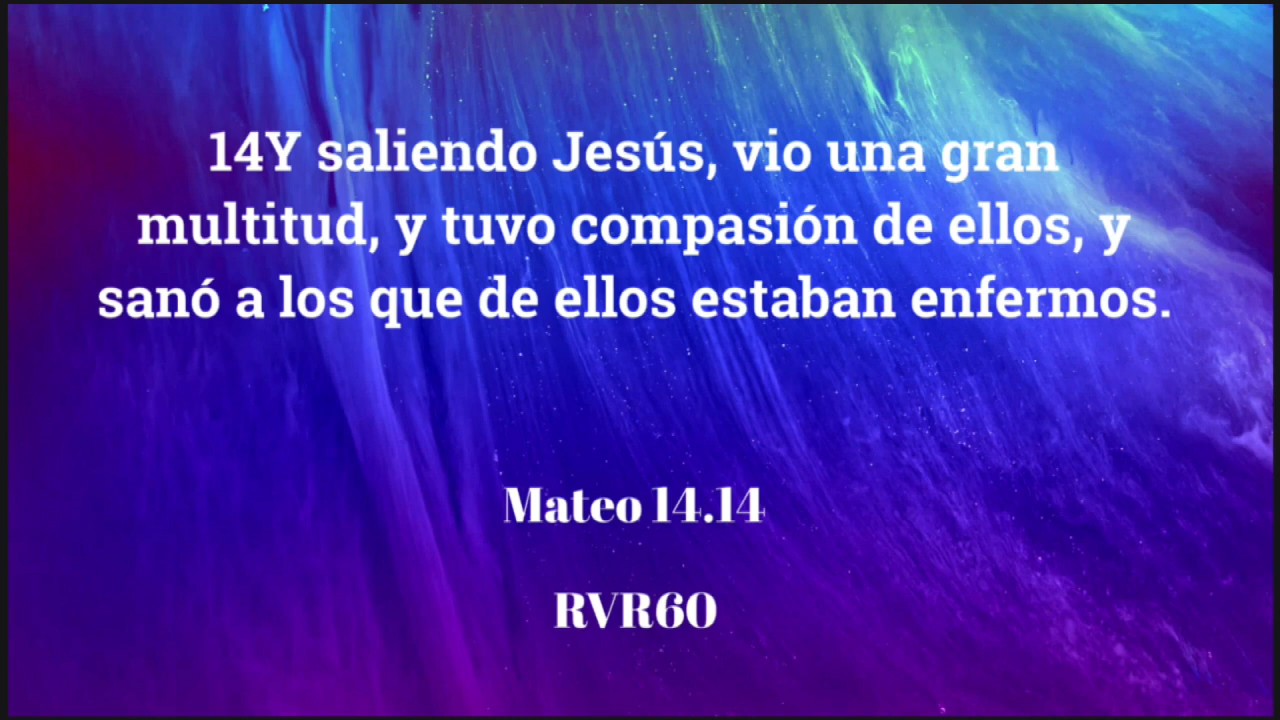 14Y saliendo Jesús, vio una gran
multitud, y tuvo compasión de ellos, y
sanó a los que de ellos estaban enfermos.
Mateo 14.14
RVR60